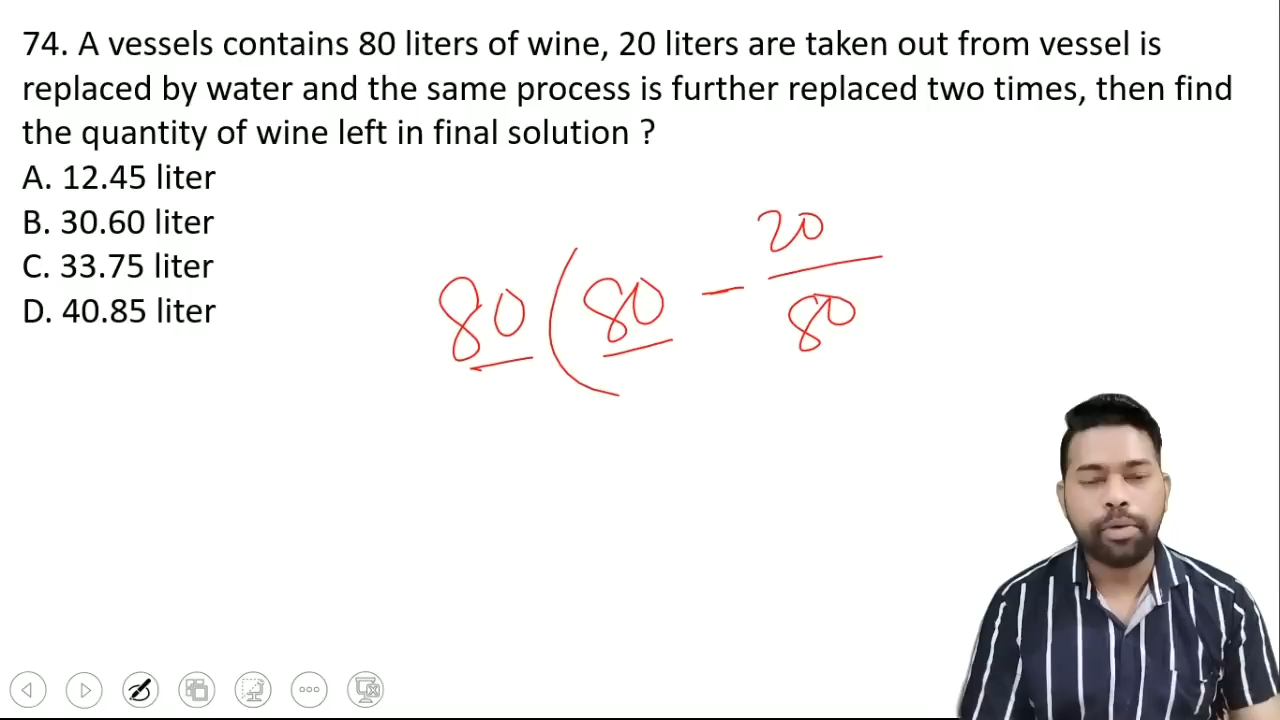 74. A vessels contains 80 liters of wine, 20 liters are taken out from vessel is
replaced by water and the same process is further replaced two times, then find
the quantity of wine left in final solution ?
A. 12.45 liter
B. 30.60 liter
C. 33.75 liter
D. 40.85 liter
80 ( 80 - 20/80